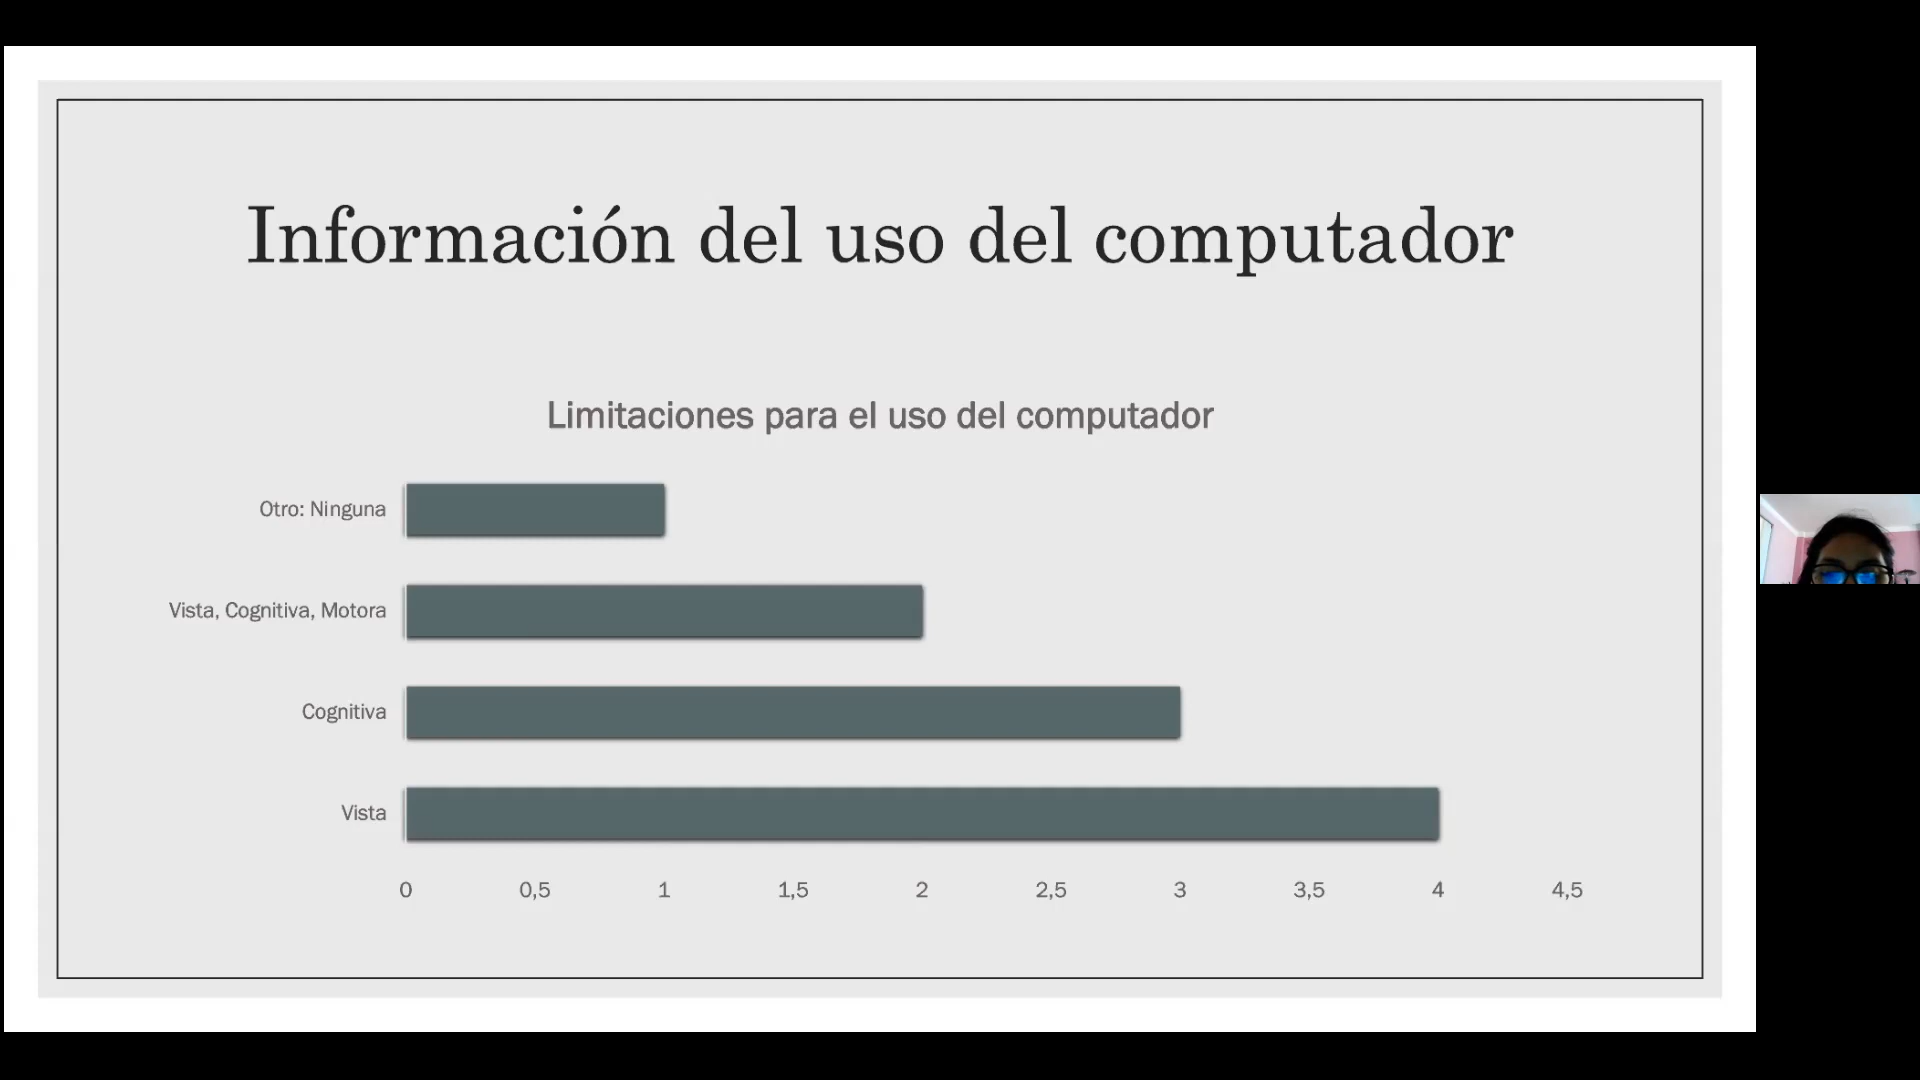 Información del uso del computador
Limitaciones para el uso del computador
Otro: Ninguna
Vista, Cognitiva, Motora
Cognitiva
Vista
0 0,5 1 1,5 2 2,5 3 3,5 4 4,5